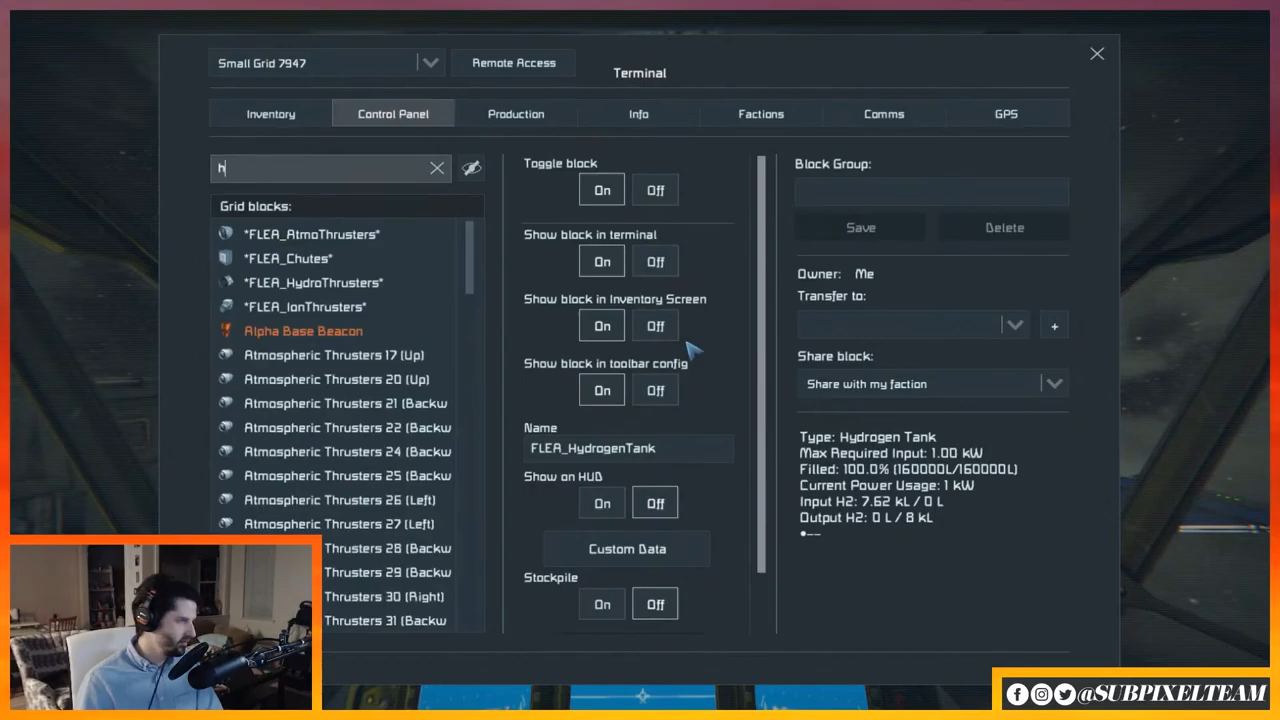 Small Grid 7947
Remote Access
Terminal
Inventory
Control Panel
Production
Info
Factions
Comms
GPS
h
Grid blocks:
*FLEA_AtmoThrusters*
*FLEA_Chutes*
*FLEA_HydroThrusters*
*FLEA_IonThrusters*
Alpha Base Beacon
Atmospheric Thrusters 17 (Up)
Atmospheric Thrusters 20 (Up)
Atmospheric Thrusters 21 (Backw
Atmospheric Thrusters 22 (Backw
Atmospheric Thrusters 24 (Backw
Atmospheric Thrusters 25 (Backw
Atmospheric Thrusters 26 (Left)
Atmospheric Thrusters 27 (Left)
Thrusters 28 (Backw
Thrusters 29 (Backw
Thrusters 30 (Right)
Thrusters 31 (Backw
Toggle block
On Off
Show block in terminal
On Off
Show block in Inventory Screen
On Off
Show block in toolbar config
On Off
Name
FLEA_HydrogenTank
Show on HUD
On Off
Custom Data
Stockpile
On Off
Block Group:
Save
Delete
Owner: Me
Transfer to:
+
Share block:
Share with my faction
Type: Hydrogen Tank
Max Required Input: 1.00 kW
Filled: 100.0% (160000L/160000L)
Current Power Usage: 1 kW
Input H2: 7.62 kL / 0 L
Output H2: 0 L / 8 kL
@SUBPIXELTEAM